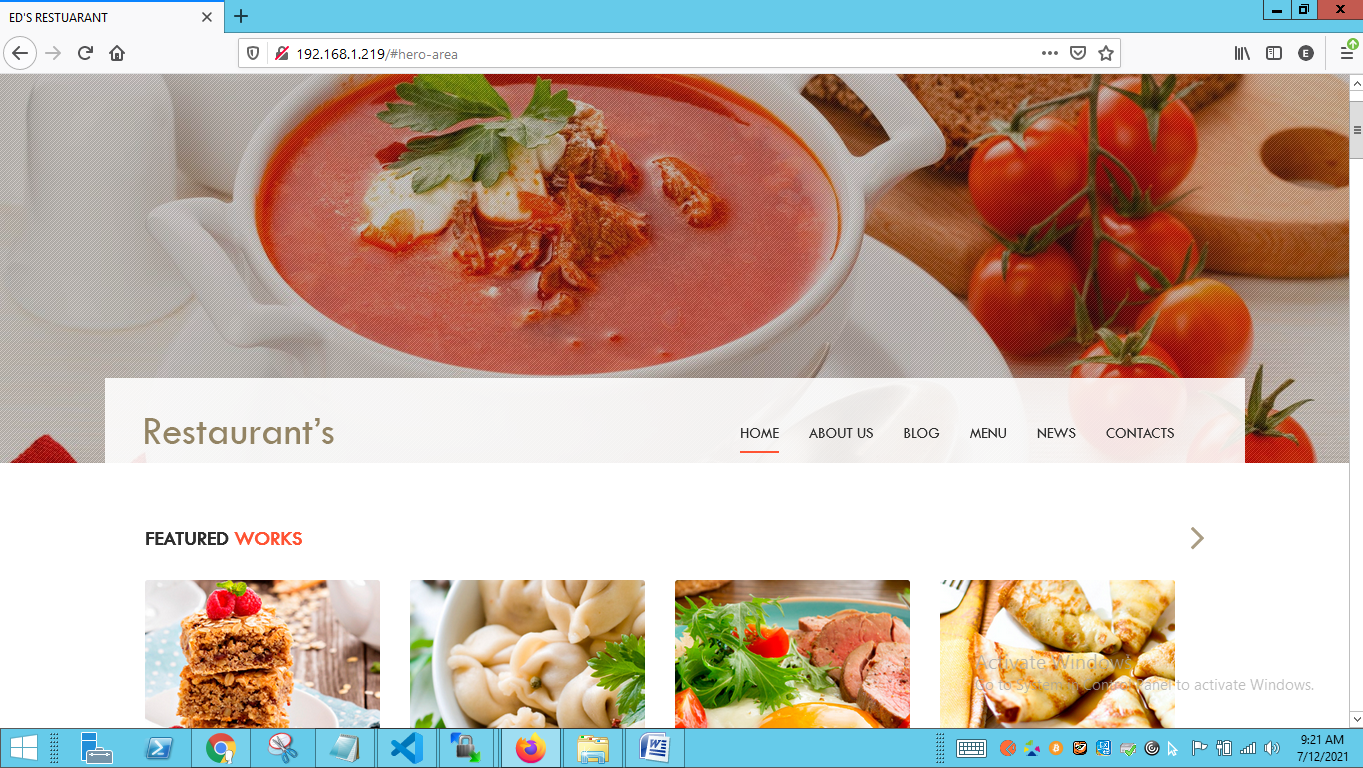 ED'S RESTUARANT
192.168.1.219/#hero-area
E
Restaurant's
HOME ABOUT US BLOG MENU NEWS CONTACTS
FEATURED WORKS
Activate Windows
Go to System in Control Panel to activate Windows.
9:21 AM
7/12/2021